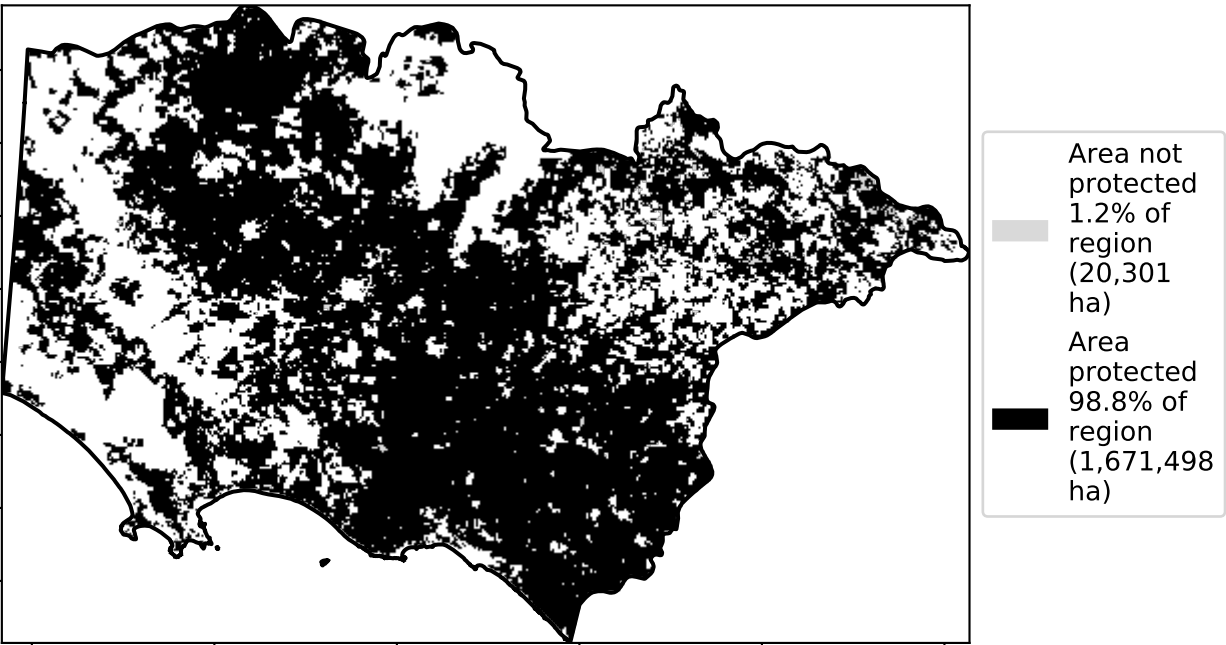 Area not
protected
1.2% of
region
(20,301
ha)
Area
protected
98.8% of
region
(1,671,498
ha)